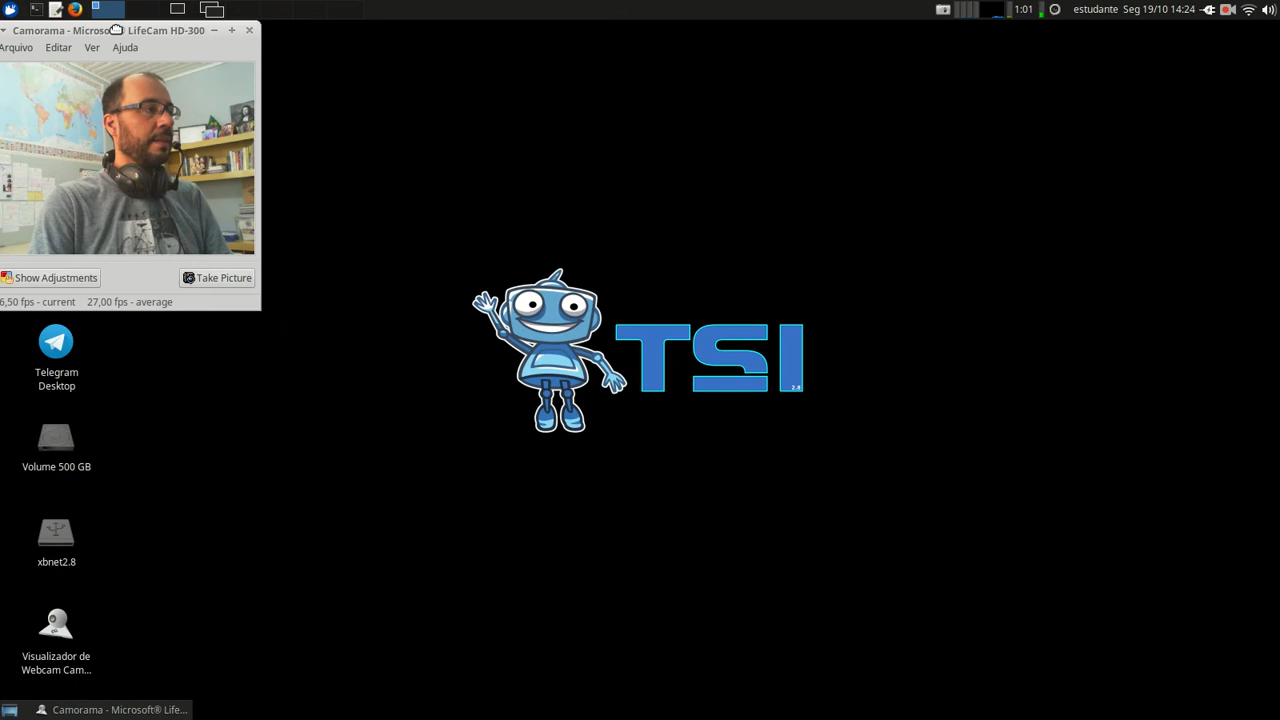 1:01
estudante Seg 19/10 14:24
Camorama - Microso
LifeCam HD-300
Arquivo Editar Ver Ajuda
Show Adjustments
Take Picture
6,50 fps - current 27,00 fps - average
Telegram
Desktop
TSI
2.8
Volume 500 GB
xbnet2.8
Visualizador de
Webcam Cam...
Camorama - Microsoft® Life...